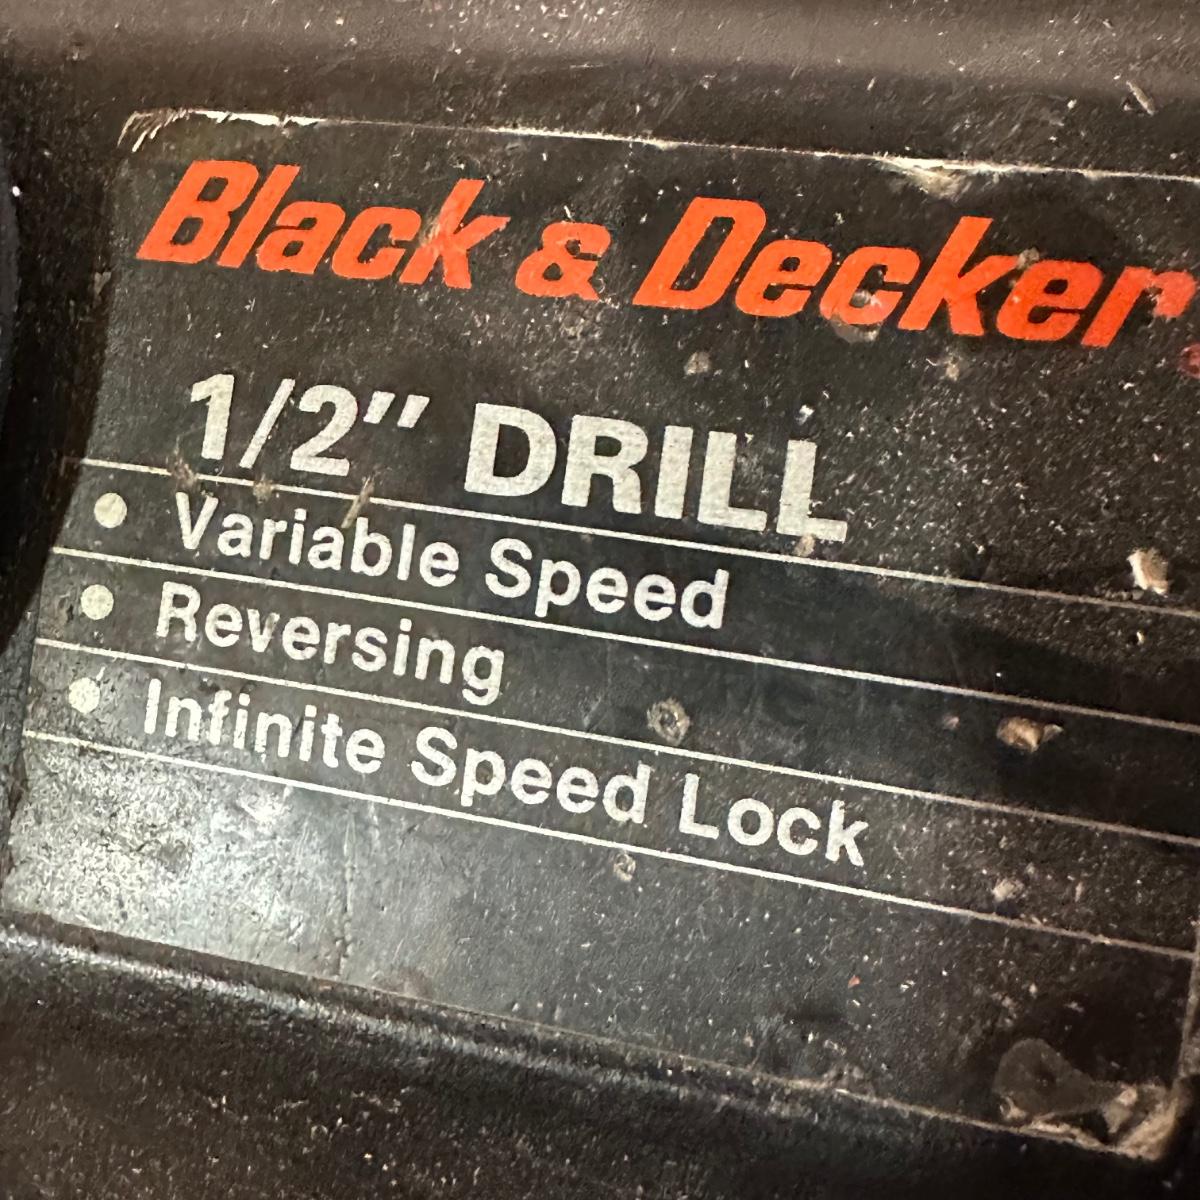 Black & Decker
1/2" DRILL
• Variable Speed
• Reversing
• Infinite Speed Lock